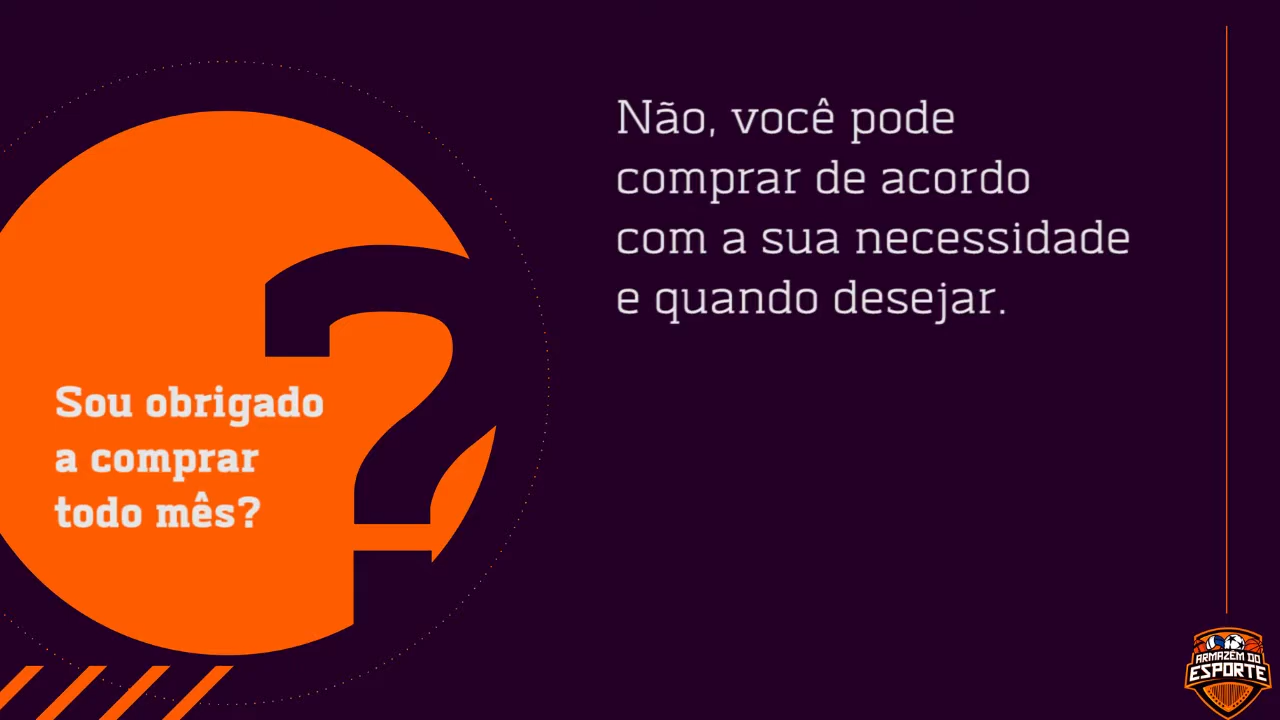 Sou obrigado
a comprar
todo mês?
Não, você pode
comprar de acordo
com a sua necessidade
e quando desejar.
ARMAZÉM DO
ESPORTE